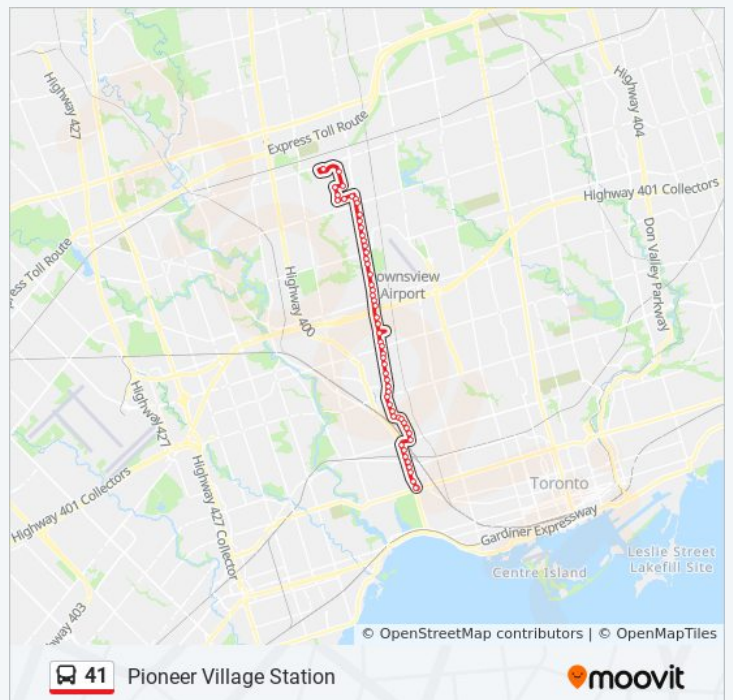 Highway 427
Highway 404
Express Toll Route
Highway 401 Collectors
Don Valley Parkway
Express Toll Route
ownsview
Airport
Highway 400
Highway 427
Highway 401 Collectors
Highway 427 Collector
Toronto
Gardiner Expressway
Leslie Street
Lakefill Site
Centre Island
way 403
© OpenStreetMap contributors | © OpenMapTiles
41 Pioneer Village Station
moovit